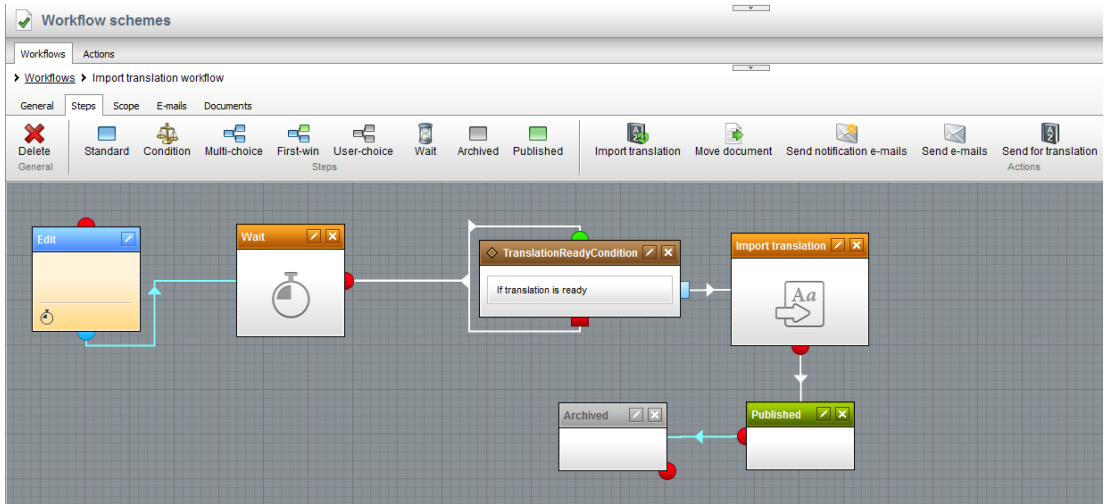 Workflow schemes
Workflows Actions
Workflows Import translation workflow
General Steps Scope E-mails Documents
Delete Standard Condition Multi-choice First-win User-choice Wait Archived Published Import translation Move document Send notification e-mails Send e-mails Send for translation
General Steps Actions
Edit Wait TranslationReadyCondition Import translation
If translation is ready
Aa
Archived Published